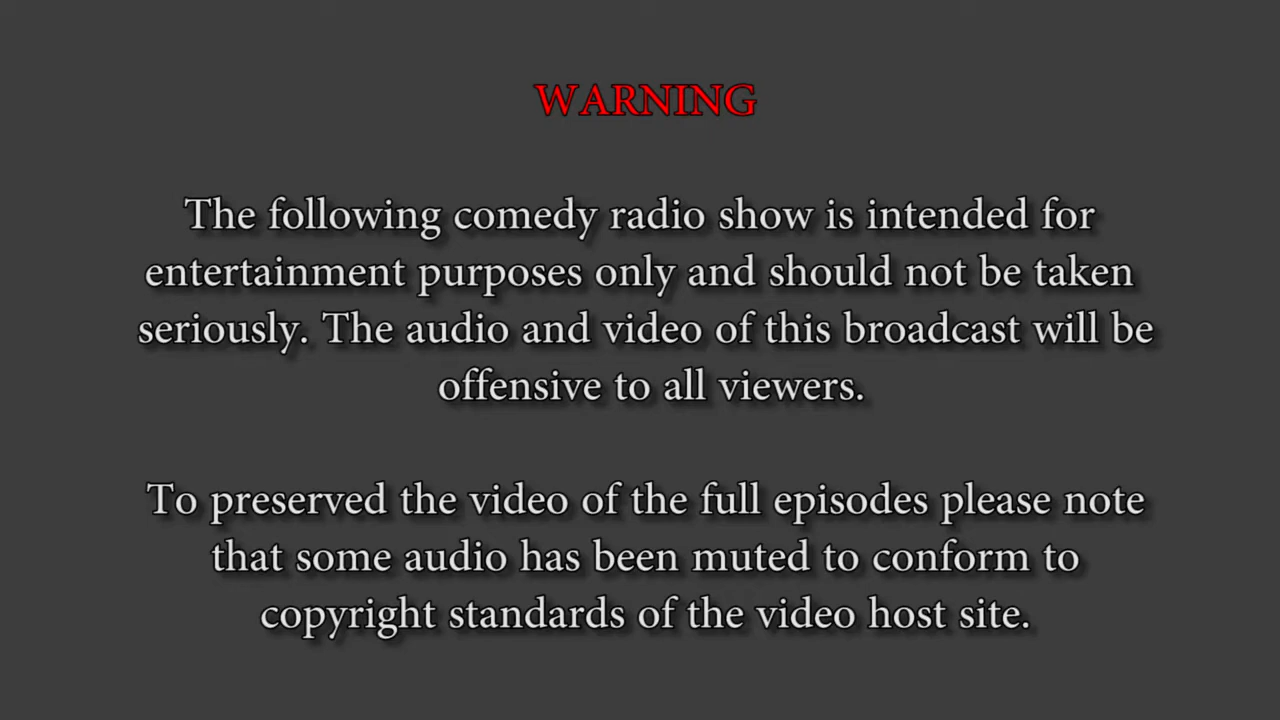 WARNING
The following comedy radio show is intended for
entertainment purposes only and should not be taken
seriously. The audio and video of this broadcast will be
offensive to all viewers.
To preserved the video of the full episodes please note
that some audio has been muted to conform to
copyright standards of the video host site.